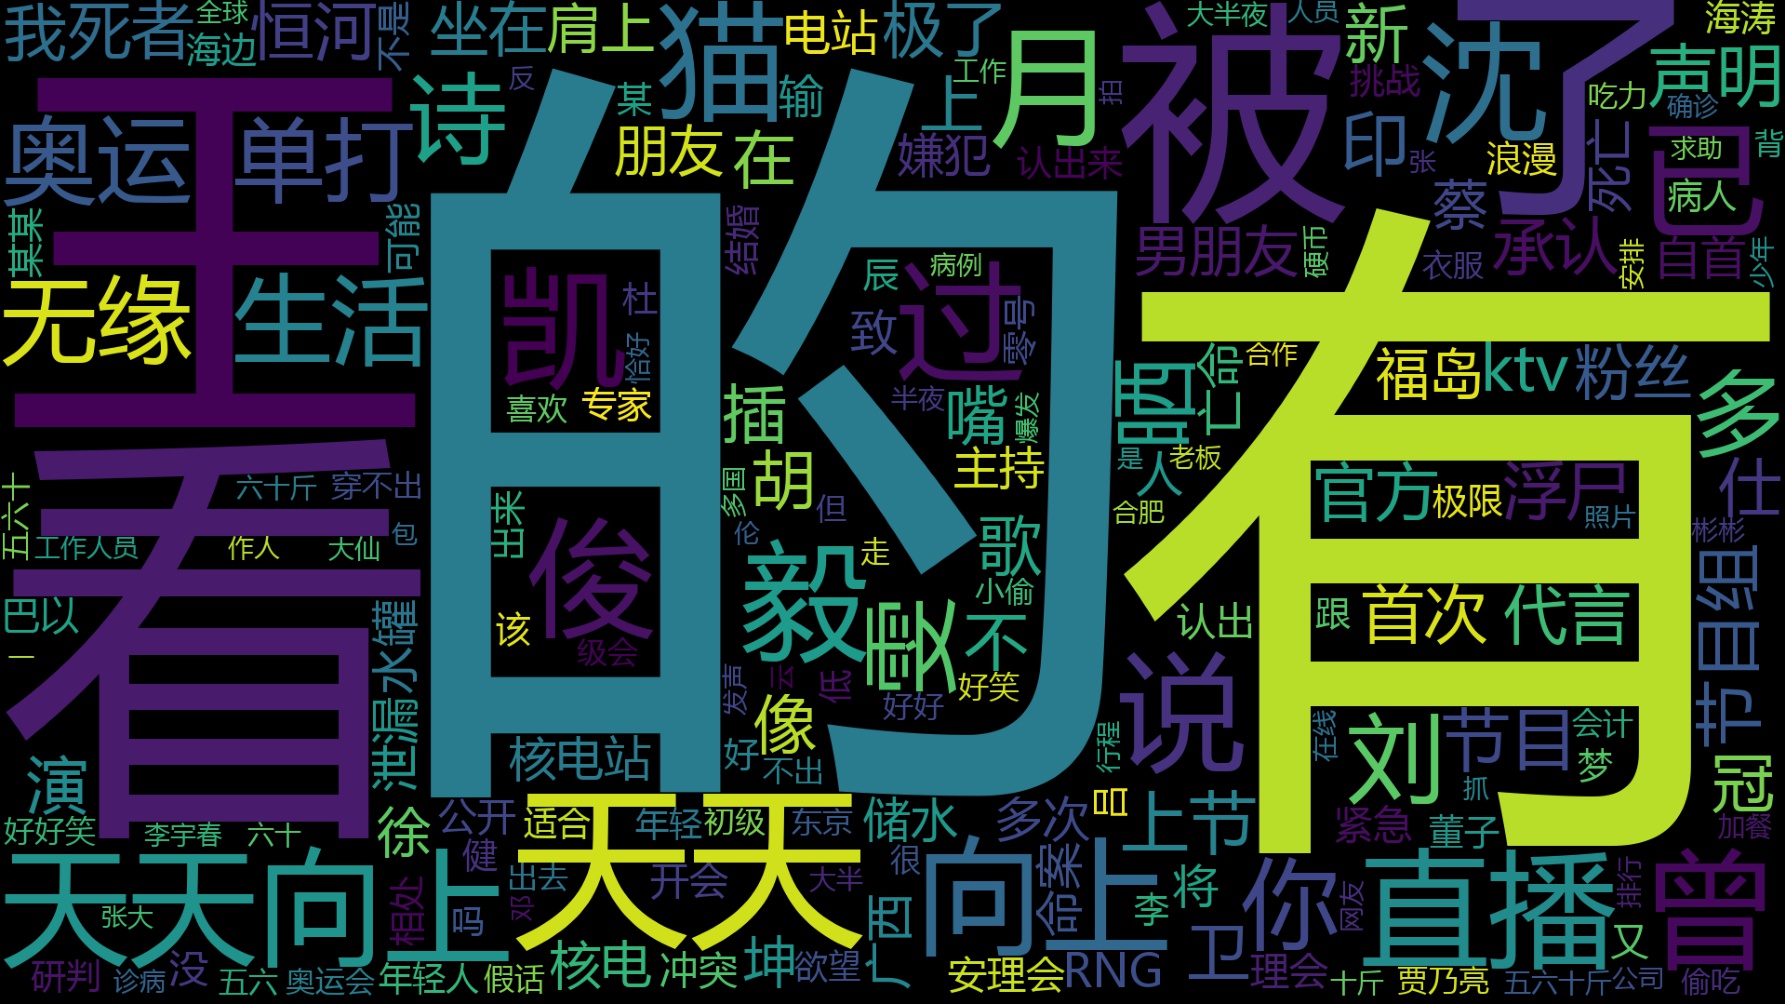 我死者
全球
海边
恒河
不是
坐在
肩上
猫
电站
极了
月
被
大半夜
人员
新
沈
了
海涛
声明
奥运
单打
王
诗
反
某
朋友
输
在
工作
上
嫌犯
拍
认出来
挑战
印
张
吃力
确诊
浪漫
死亡
求助
背
病人
已
蔡
某某
可能
结婚
的
男朋友
硬币
衣服
承认
安排
自首
少年
无缘
生活
凯
杜
恰好
喜欢
专家
辰
病例
过
致
零号
半夜
嘴
爆发
插
胡
主持
多国
伦
但
歌
小偷
走
毅
雯
不
好笑
好好
有
合作
命亡
福岛
ktv
粉丝
多
是
人
老板
合肥
官方
极限
浮尸
照片
仕
彬彬
看
六十斤
穿不出
五六十
工作人员
作人
大仙
包
出来
俊
该
级会
巴以
一
泄漏水罐
发声
云
低
像
认出
跟
首次
代言
节目组
说
行程
在线
刘
节目
会计
梦
抓
冠
演
核电站
好
不出
好好笑
李宇春
六十
徐
公开
健
适合
年轻
初级
东京
储水
多次
吕
上节
紧急
董子
加餐
天天向上
张大
相处
吗
出去
邓
天天
开会
大半
很
向上
命案
李
将
你
网友
直播
排行
曾
又
研判
诊病
没
五六
奥运会
年轻人
假话
核电
冲突
坤
欲望
广西
安理会
RNG
卫
理会
十斤
贾乃亮
五六十斤
公司
偷吃